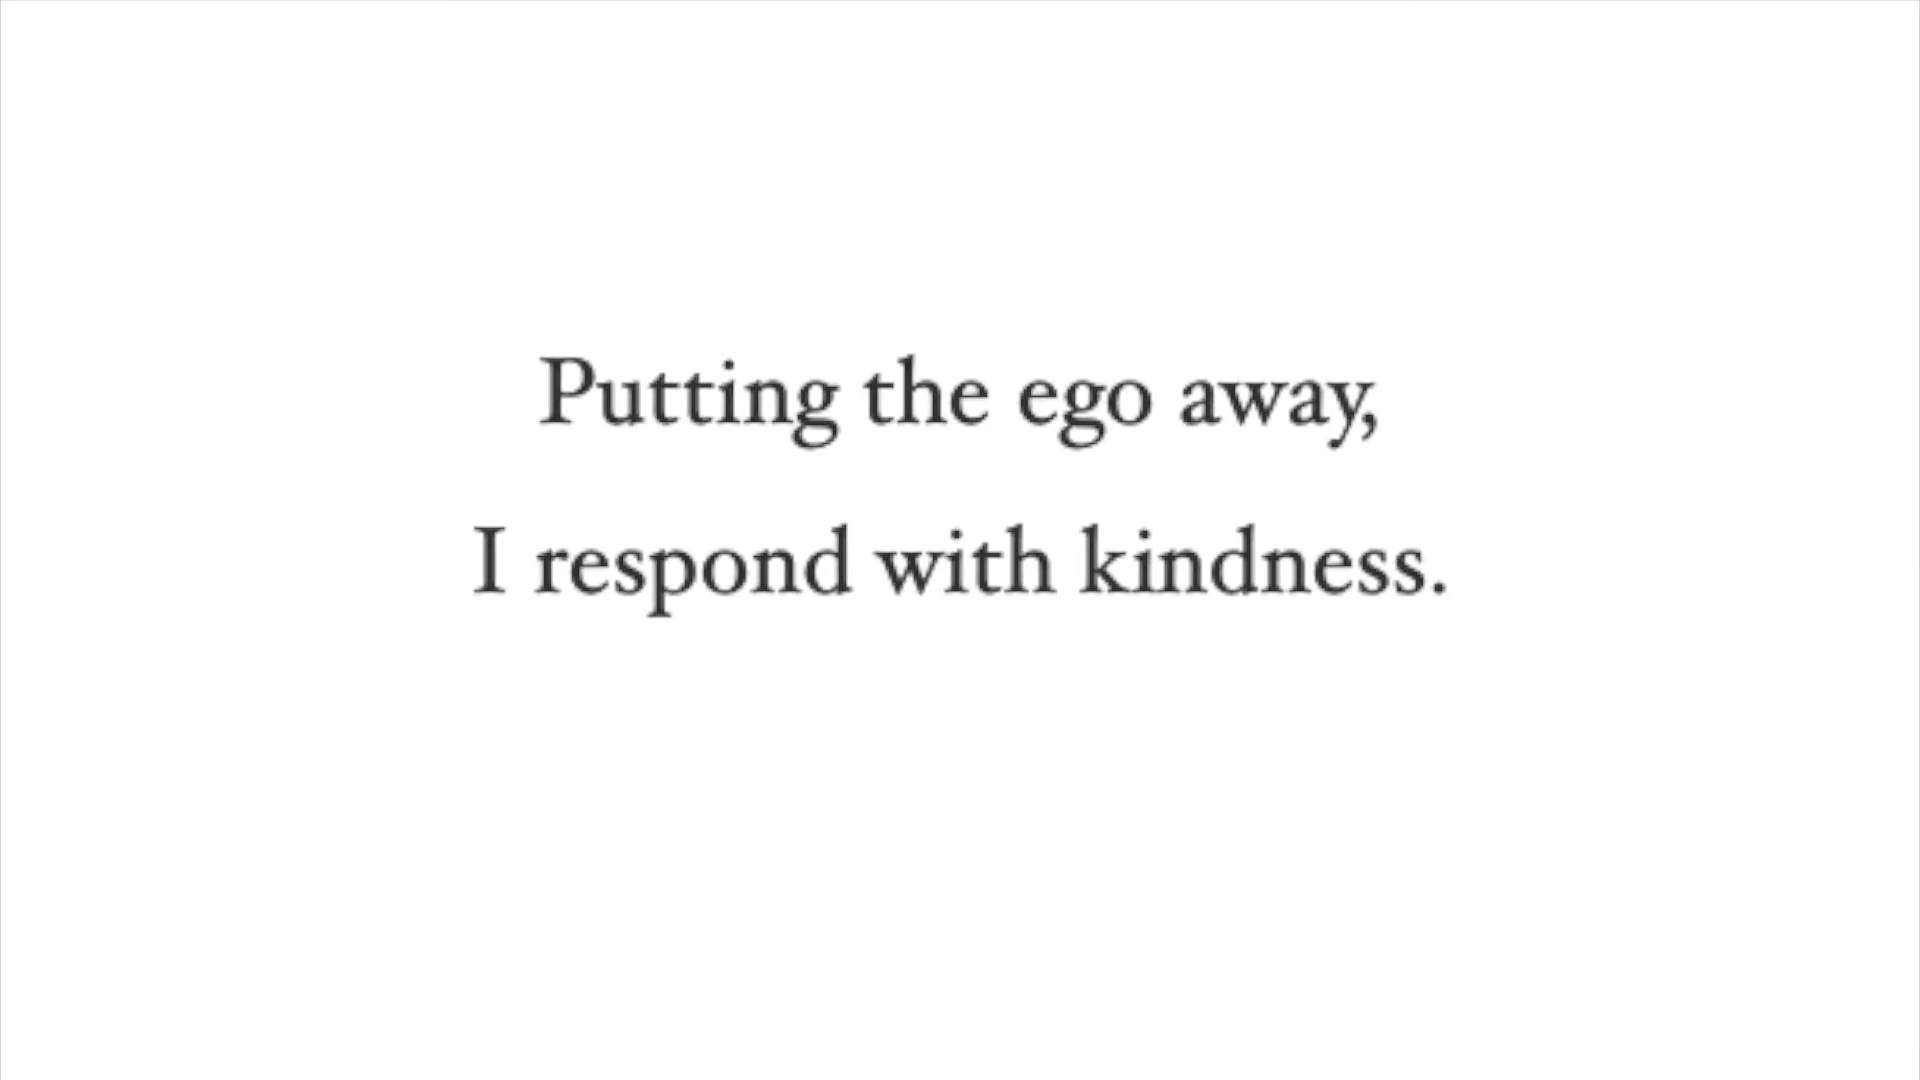 Putting the ego away,
I respond with kindness.